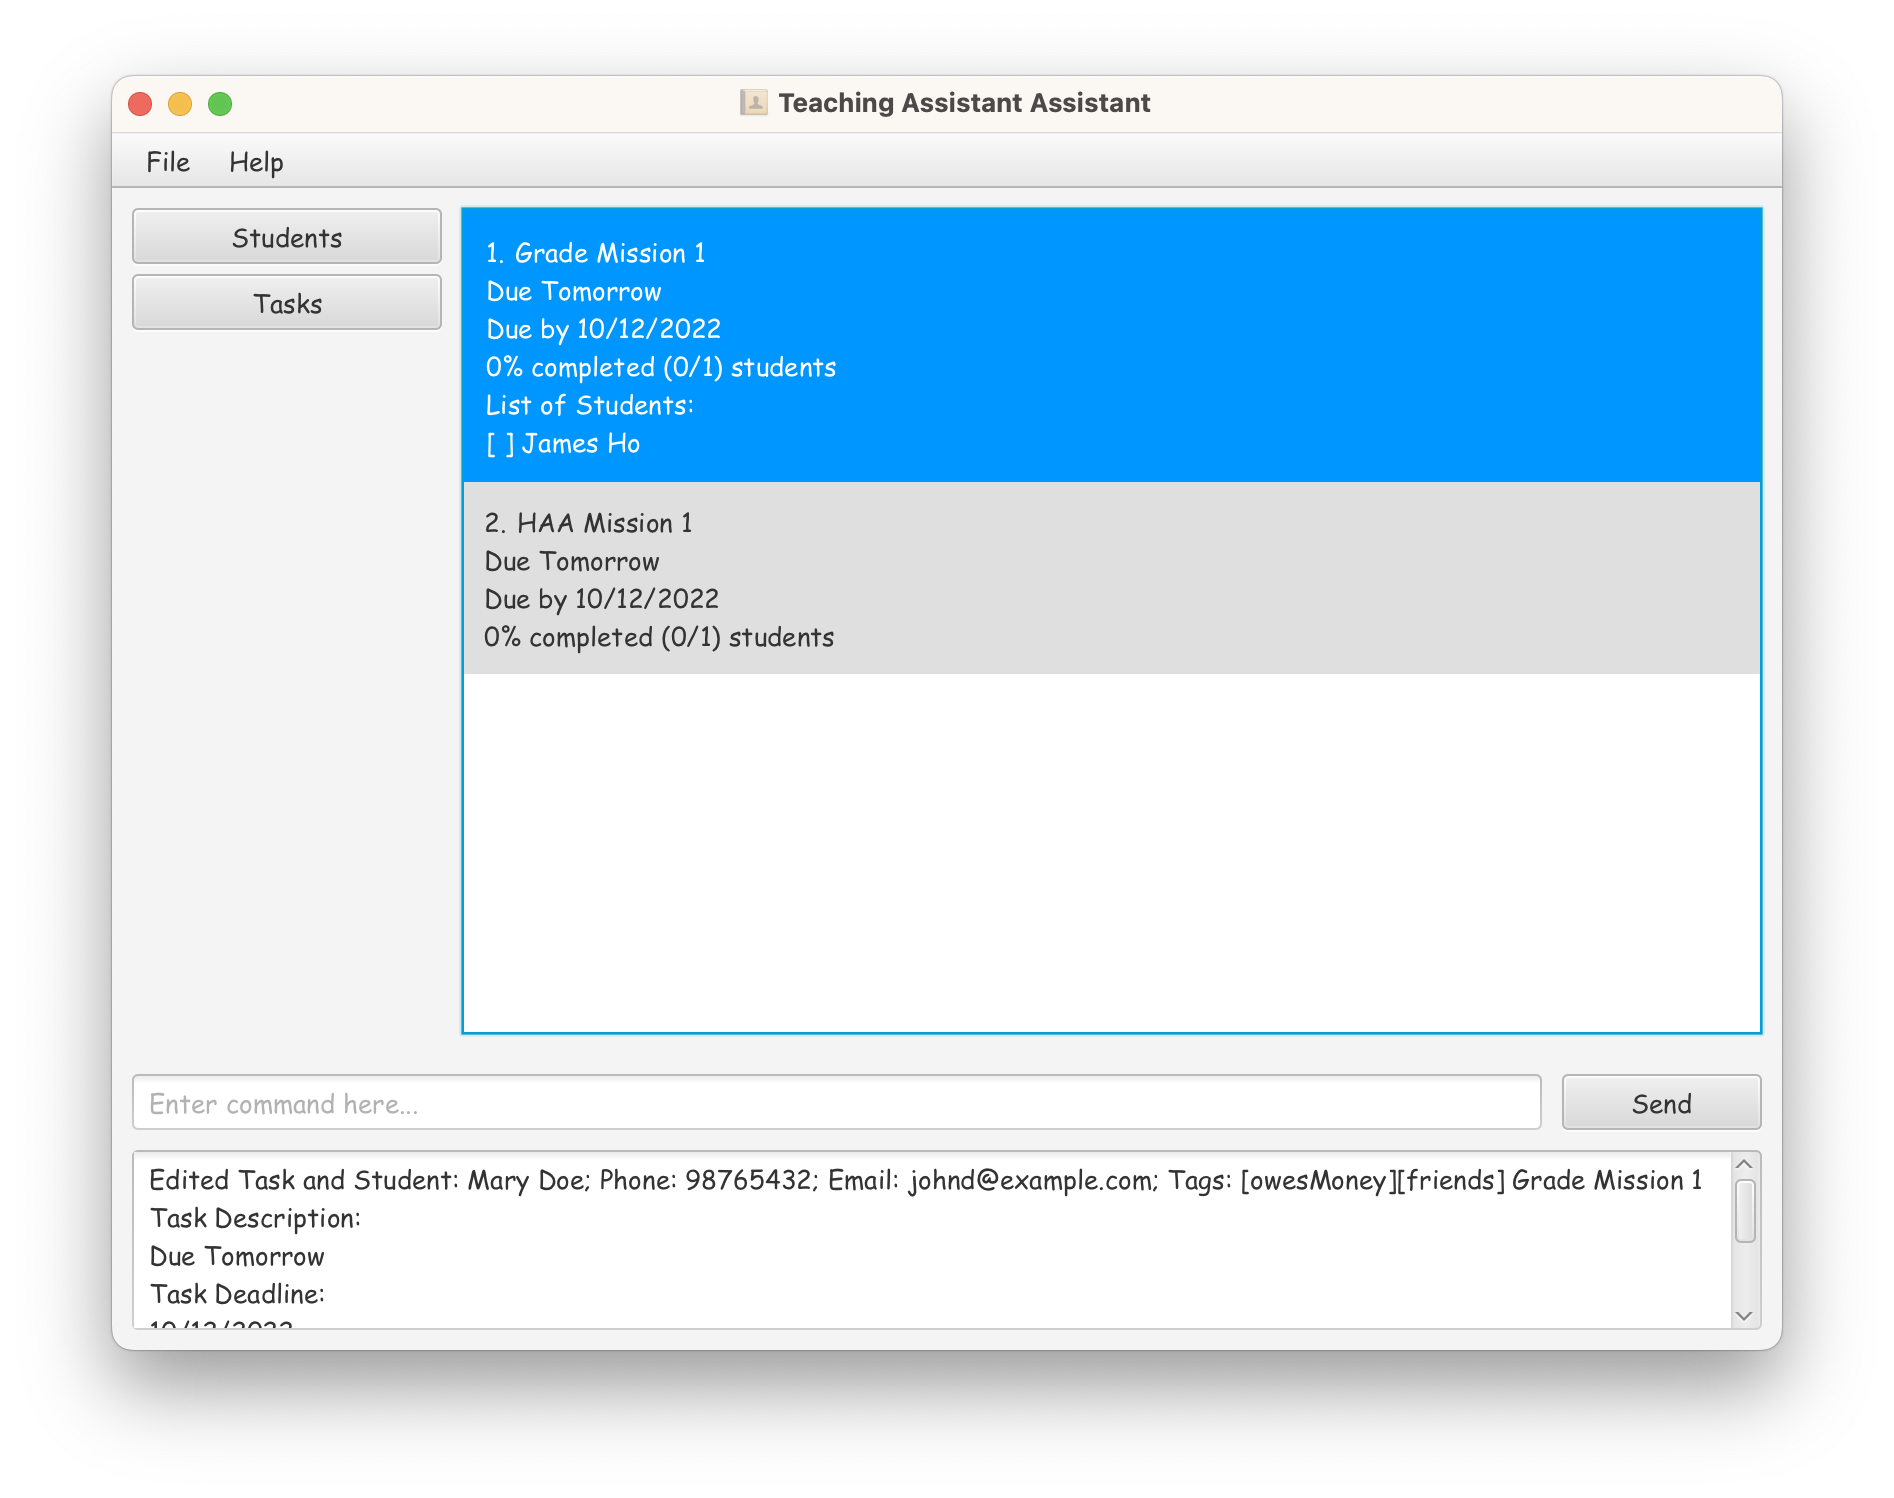 Teaching Assistant Assistant
File Help
Students
Tasks
1. Grade Mission 1
Due Tomorrow
Due by 10/12/2022
0% completed (0/1) students
List of Students:
[ ] James Ho
2. HAA Mission 1
Due Tomorrow
Due by 10/12/2022
0% completed (0/1) students
Enter command here...
Send
Edited Task and Student: Mary Doe; Phone: 98765432; Email: johnd@example.com; Tags: [owesMoney][friends] Grade Mission 1
Task Description:
Due Tomorrow
Task Deadline:
10/12/2022